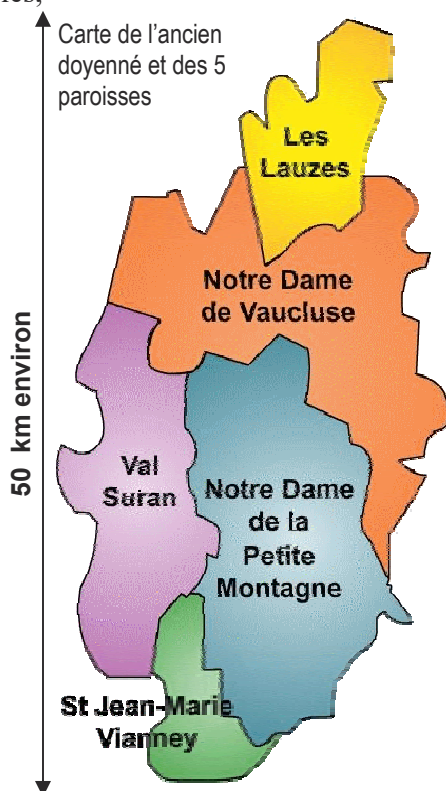 Carte de l’ancien
doyenné et des 5
paroisses
50 km environ
Les
Lauzes
Notre Dame
de Vaucluse
Val
Suran
Notre Dame
de la
Petite
Montagne
St Jean-Marie
Vianney